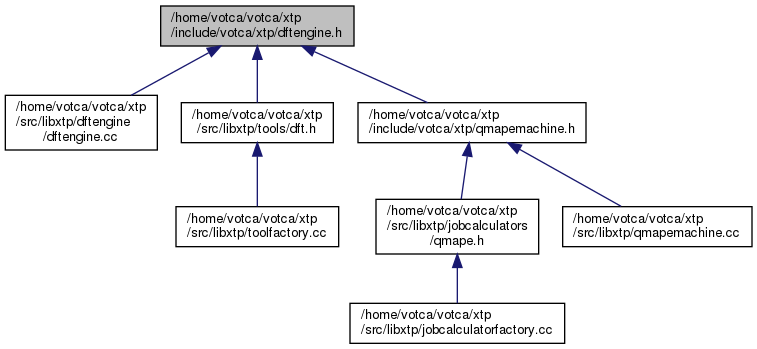 /home/votca/votca/xtp
/include/votca/xtp/dftengine.h
/home/votca/votca/xtp
/src/libxtp/dftengine
/dftengine.cc
/home/votca/votca/xtp
/src/libxtp/tools/dft.h
/home/votca/votca/xtp
/include/votca/xtp/qmapemachine.h
/home/votca/votca/xtp
/src/libxtp/toolfactory.cc
/home/votca/votca/xtp
/src/libxtp/jobcalculators
/qmape.h
/home/votca/votca/xtp
/src/libxtp/qmapemachine.cc
/home/votca/votca/xtp
/src/libxtp/jobcalculatorfactory.cc